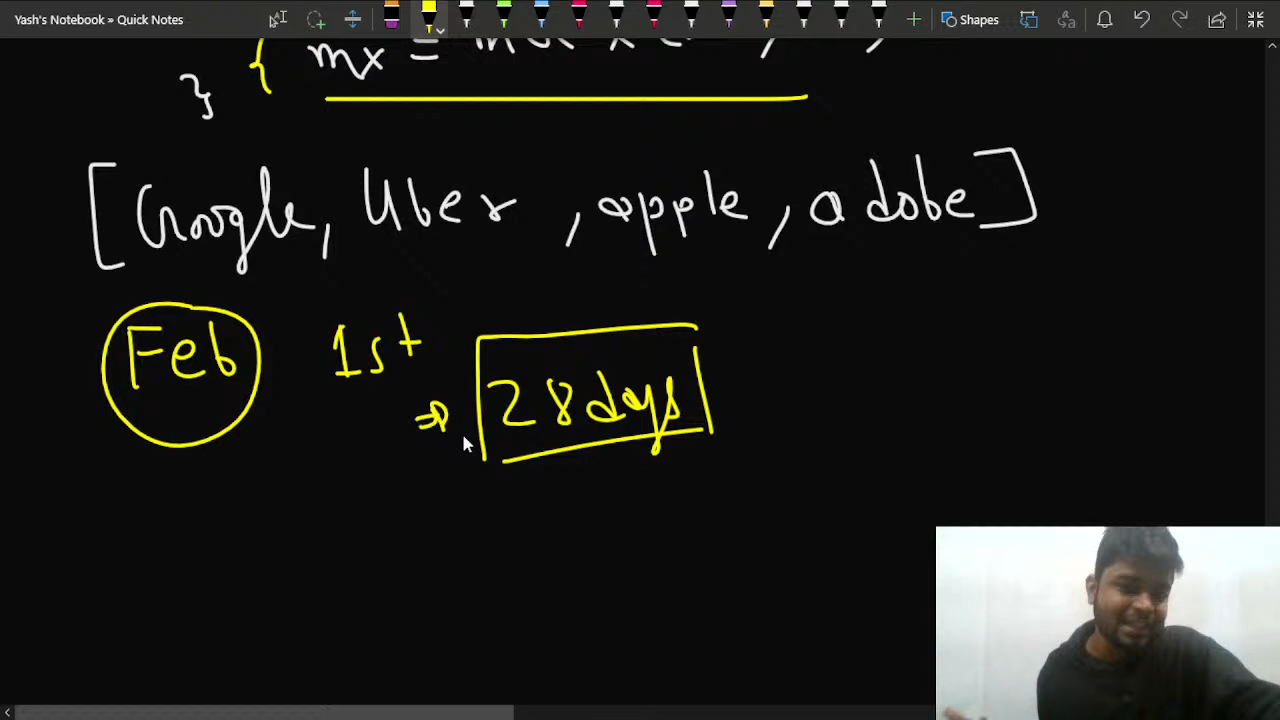 Yash's Notebook » Quick Notes
Shapes
{ mx =
}
[Google, Uber, apple, adobe]
Feb 1st
⇒ 28 days